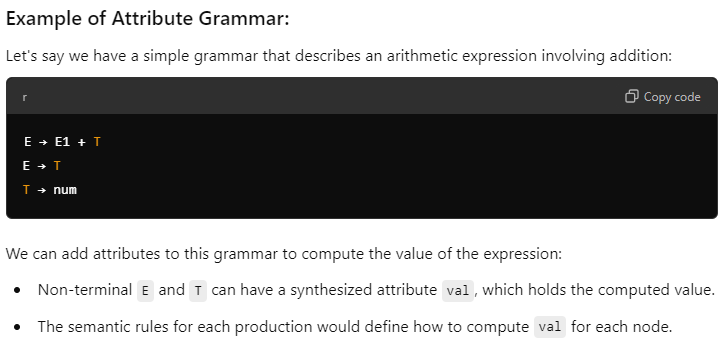 Example of Attribute Grammar:
Let's say we have a simple grammar that describes an arithmetic expression involving addition:
r
Copy code
E → E1 + T
E → T
T → num
We can add attributes to this grammar to compute the value of the expression:
• Non-terminal E and T can have a synthesized attribute val, which holds the computed value.
• The semantic rules for each production would define how to compute val for each node.